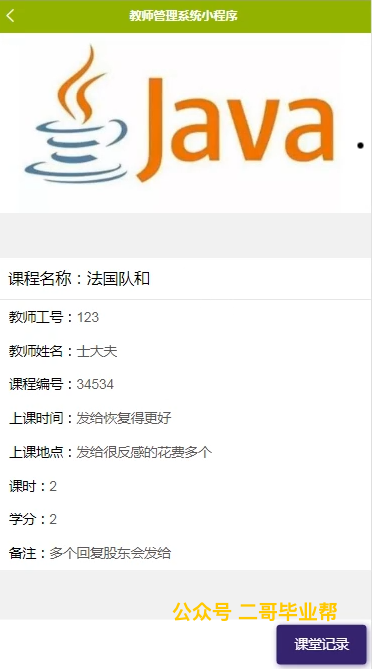 教师管理系统小程序
Java
课程名称：法国队和
教师工号：123
教师姓名：士大夫
课程编号：34534
上课时间：发给恢复得更好
上课地点：发给很反感的花费多个
课时：2
学分：2
备注：多个回复股东会发给
公众号 二哥毕业帮
课堂记录